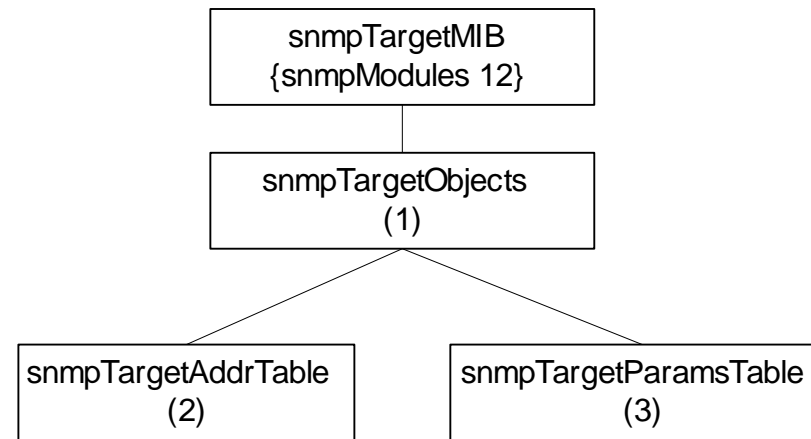 snmpTargetMIB
{snmpModules 12}
snmpTargetObjects
(1)
snmpTargetAddrTable
(2)
snmpTargetParamsTable
(3)